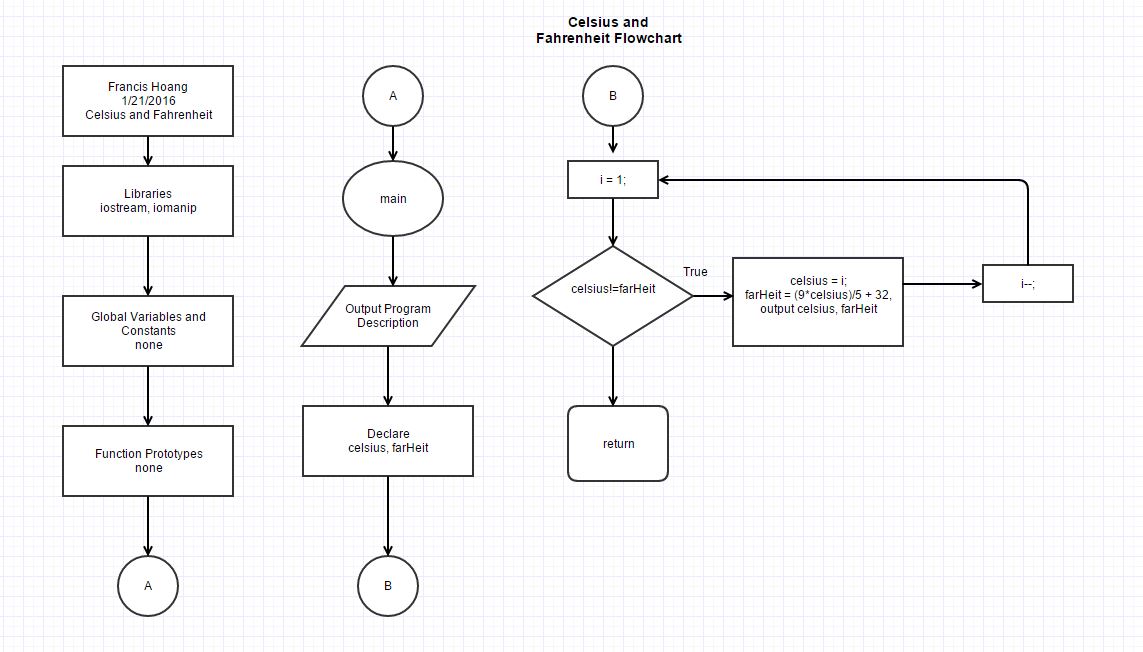 Celsius and
Fahrenheit Flowchart
Francis Hoang
1/21/2016
Celsius and Fahrenheit
Libraries
iostream, iomanip
Global Variables and
Constants
none
Function Prototypes
none
A
A
main
Output Program
Description
Declare
celsius, farHeit
B
B
i = 1;
celsius!=farHeit
True
celsius = i;
farHeit = (9*celsius)/5 + 32,
output celsius, farHeit
i--;
return